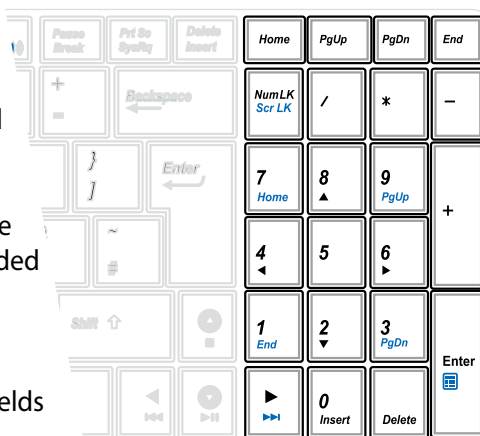 Pause Prt Sc Delete Home PgUp PgDn End
Break SysRq Insert
+ Backspace NumLK / * –
= Scr LK
} Enter 7 8 9 +
] Home PgUp
ded ~ 4 5 6
#
Shift 1 2 3 Enter
End PgDn
elds 0
Insert Delete